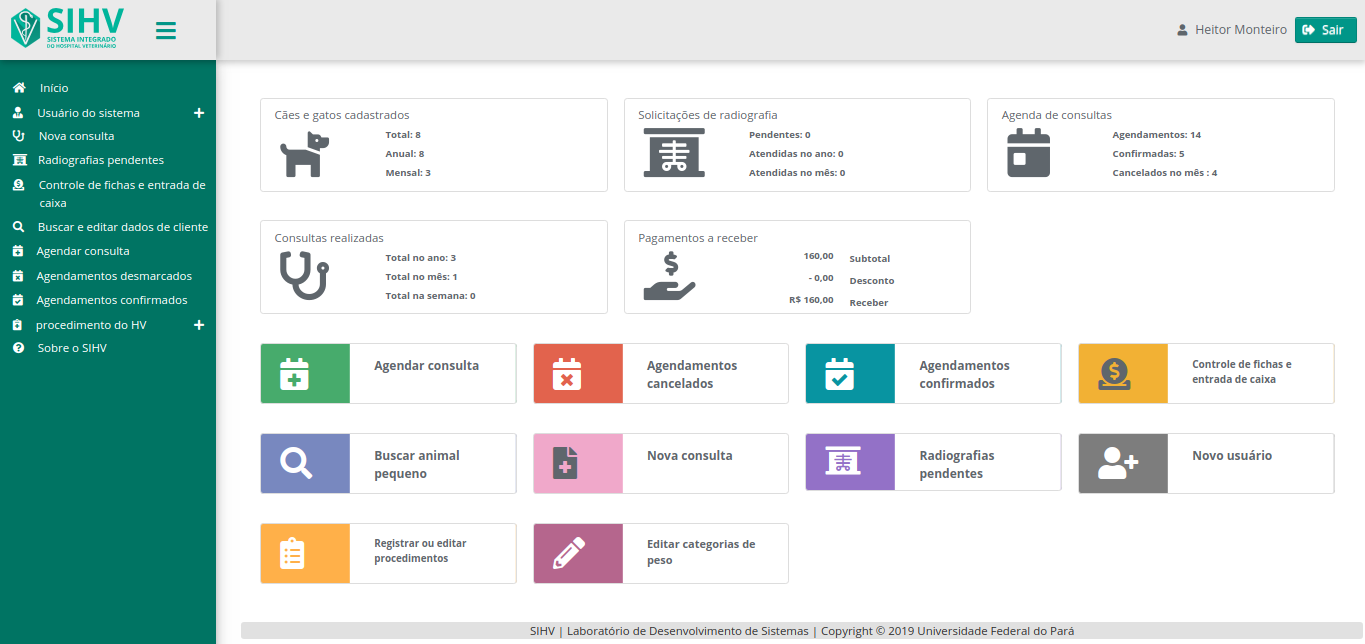 SIHV
SISTEMA INTEGRADO
DO HOSPITAL VETERINÁRIO
Heitor Monteiro
Sair
Início
Usuário do sistema
Nova consulta
Radiografias pendentes
Controle de fichas e entrada de
caixa
Buscar e editar dados de cliente
Agendar consulta
Agendamentos desmarcados
Agendamentos confirmados
procedimento do HV
Sobre o SIHV
Cães e gatos cadastrados
Total: 8
Anual: 8
Mensal: 3
Solicitações de radiografia
Pendentes: 0
Atendidas no ano: 0
Atendidas no mês: 0
Agenda de consultas
Agendamentos: 14
Confirmadas: 5
Cancelados no mês : 4
Consultas realizadas
Total no ano: 3
Total no mês: 1
Total na semana: 0
Pagamentos a receber
160,00 Subtotal
- 0,00 Desconto
R$ 160,00 Receber
Agendar consulta
Agendamentos
cancelados
Agendamentos
confirmados
Controle de fichas e
entrada de caixa
Buscar animal
pequeno
Nova consulta
Radiografias
pendentes
Novo usuário
Registrar ou editar
procedimentos
Editar categorias de
peso
SIHV | Laboratório de Desenvolvimento de Sistemas | Copyright © 2019 Universidade Federal do Pará